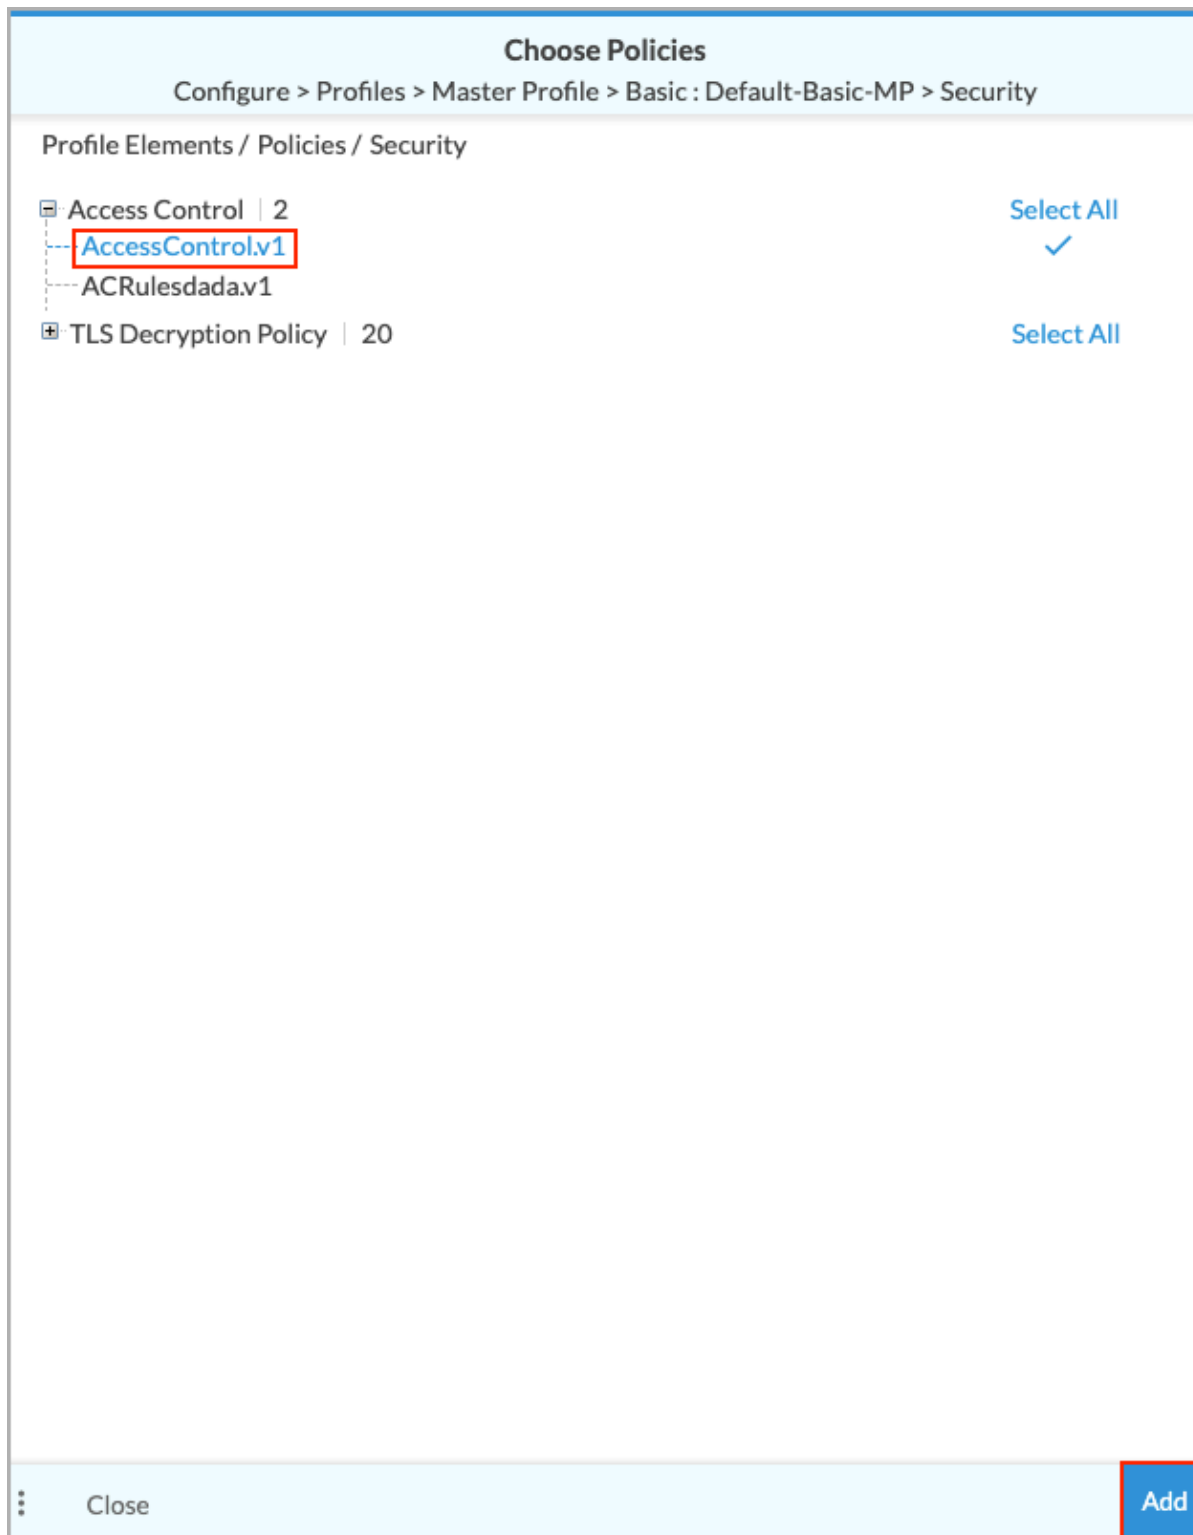 Choose Policies
Configure > Profiles > Master Profile > Basic : Default-Basic-MP > Security
Profile Elements / Policies / Security
Access Control | 2 Select All
AccessControl.v1
ACRulesdada.v1
TLS Decryption Policy | 20 Select All
Close Add